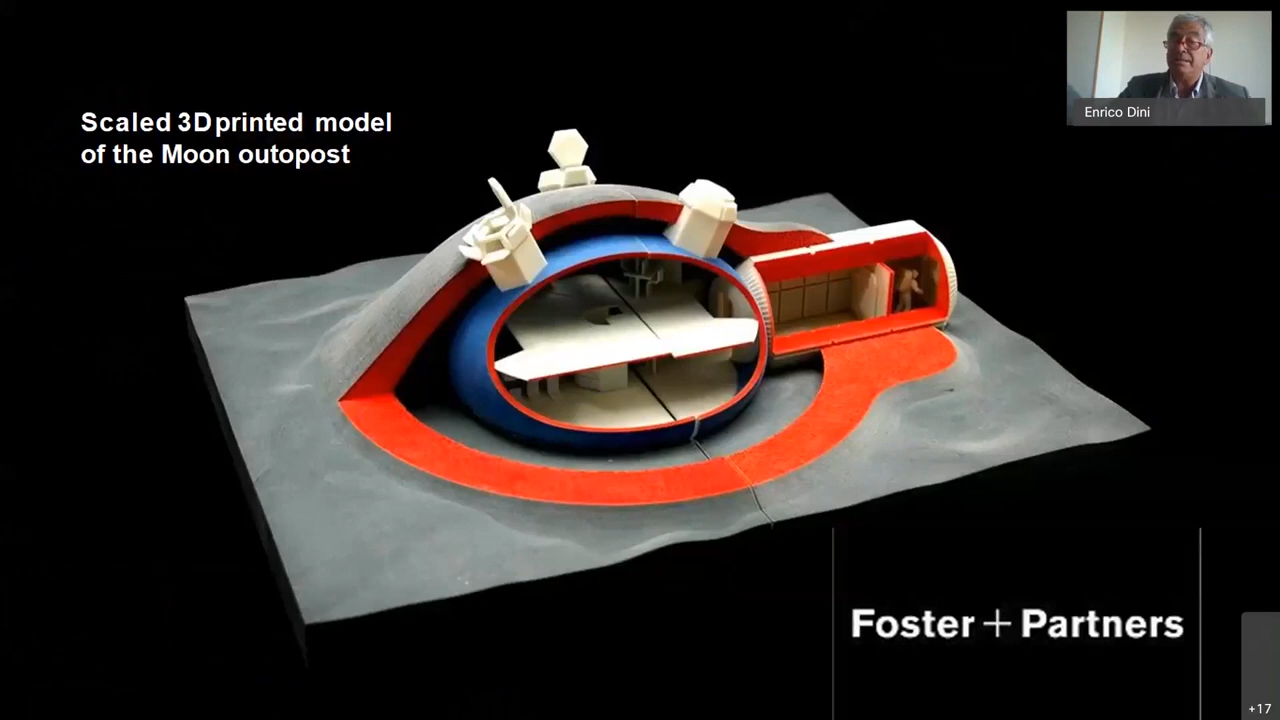 Scaled 3D printed model
of the Moon outopost
Enrico Dini
Foster + Partners
+17